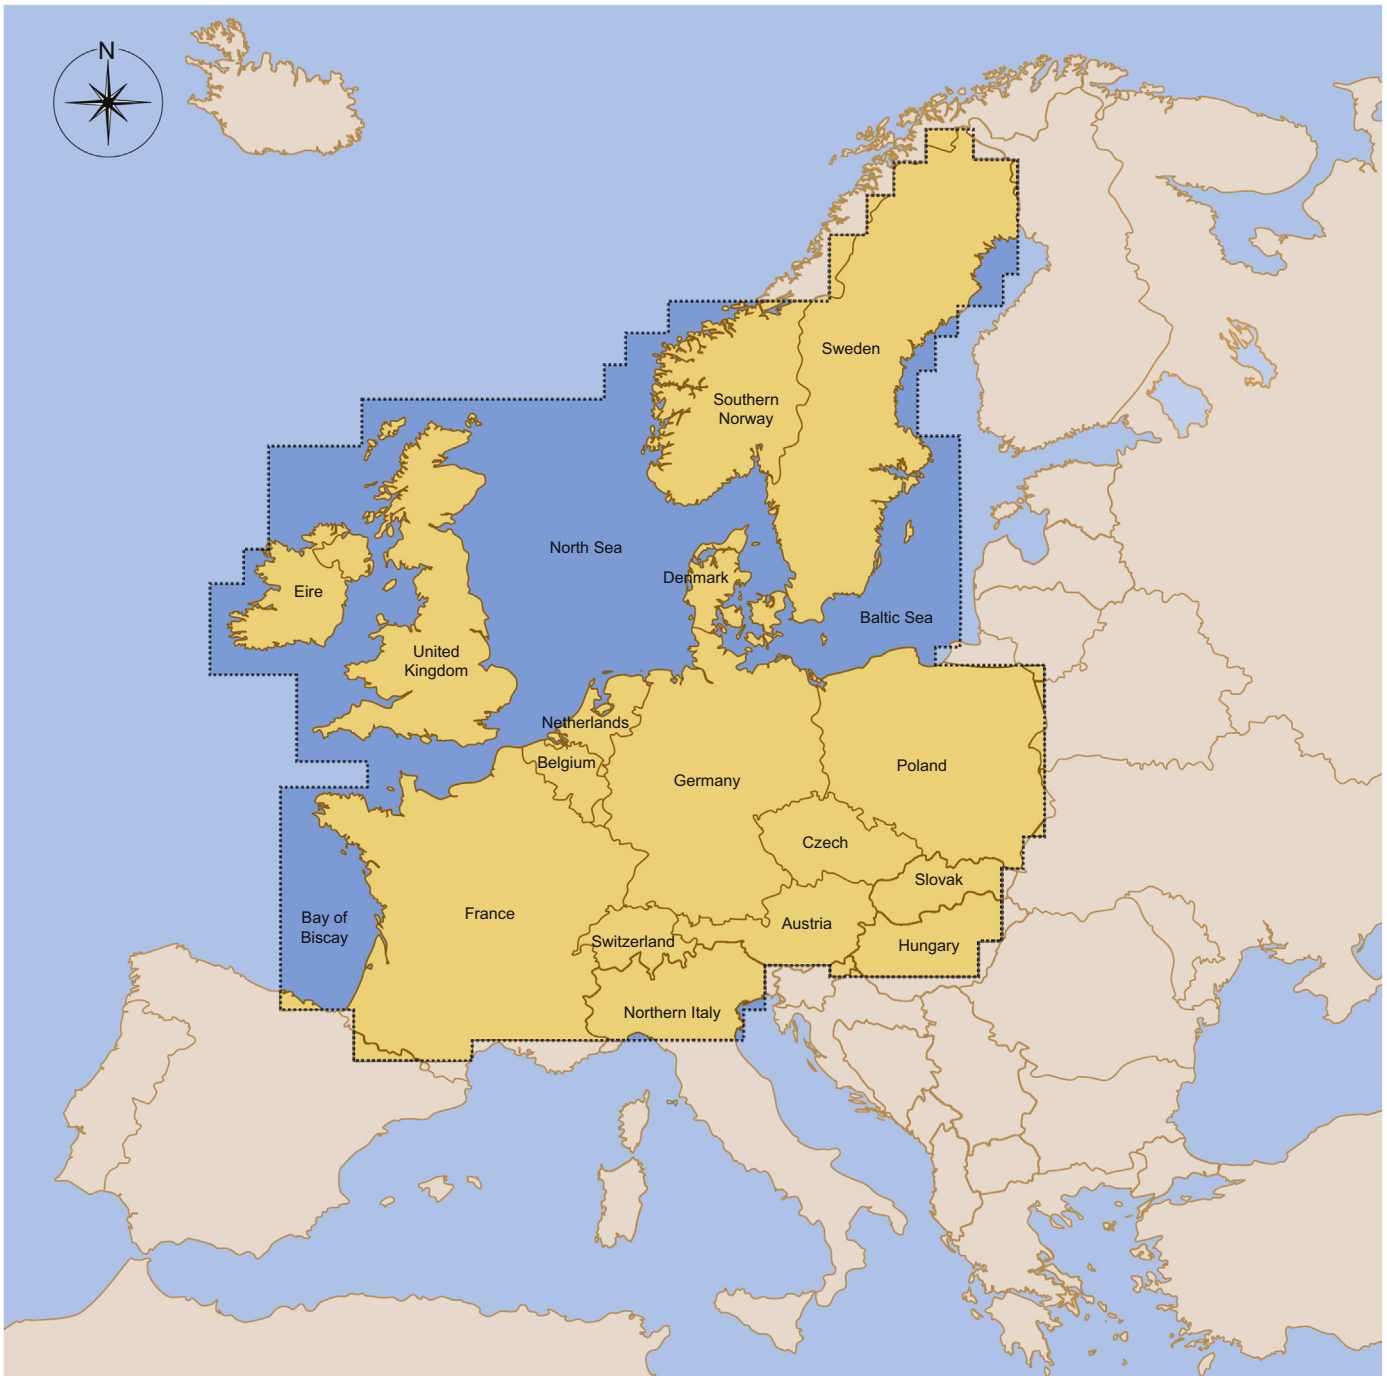 N
Sweden
Southern
Norway
North Sea
Denmark
Eire
Baltic Sea
United
Kingdom
Netherlands
Belgium
Germany
Poland
Czech
Slovak
France
Bay of
Biscay
Austria
Switzerland
Hungary
Northern Italy